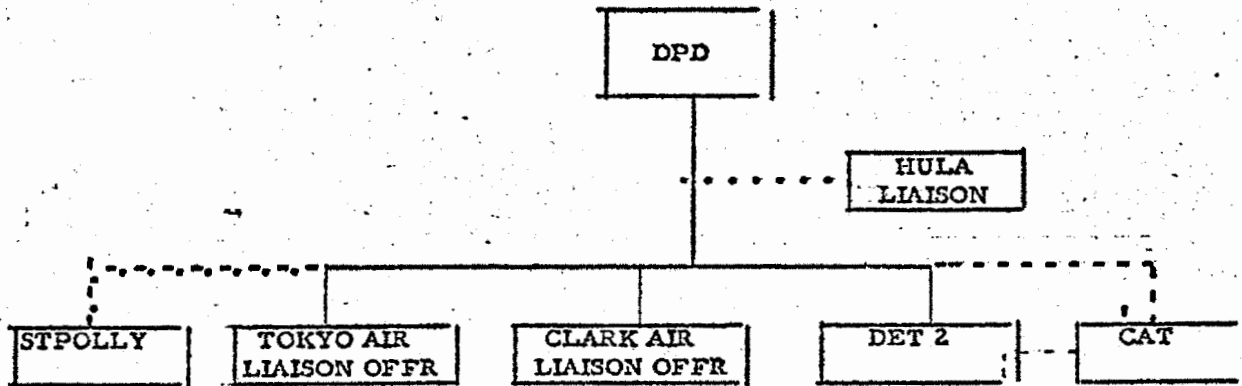 DPD
HULA
LIAISON
STPOLLY
TOKYO AIR
LIAISON OFFR
CLARK AIR
LIAISON OFFR
DET 2
CAT